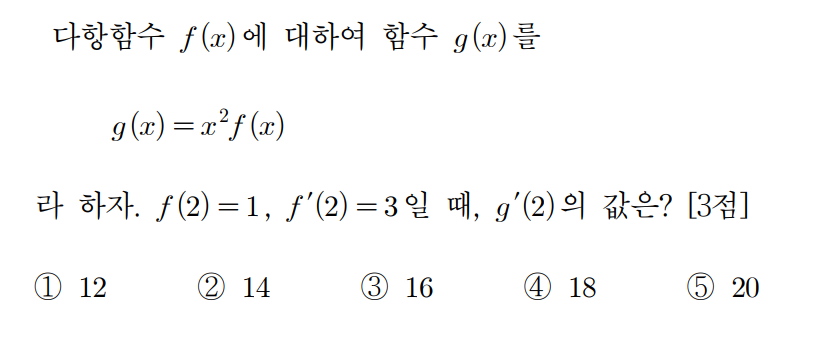 다항함수 f(x)에 대하여 함수 g(x)를
g(x)=x²f(x)
라 하자. f(2)=1, f′(2)=3일 때, g′(2)의 값은? [3점]
① 12 ② 14 ③ 16 ④ 18 ⑤ 20